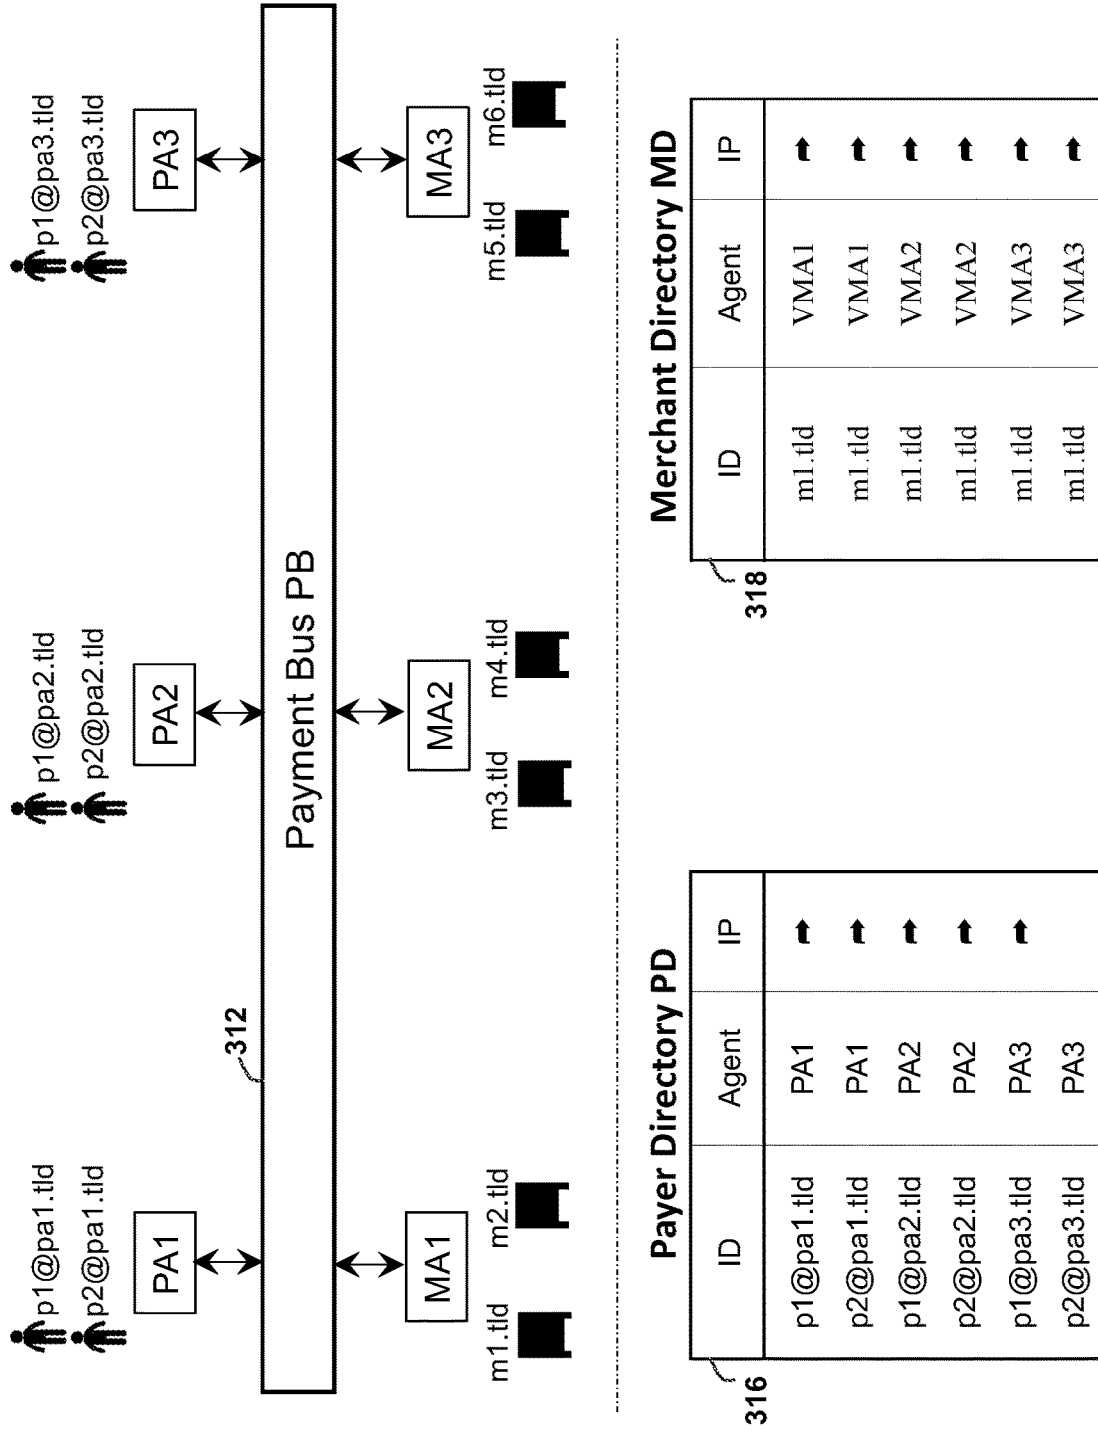 p1@pa1.tld
p2@pa1.tld
p1@pa2.tld
p2@pa2.tld
p1@pa3.tld
p2@pa3.tld
PA1
PA2
PA3
312
Payment Bus PB
MA1
MA2
MA3
m1.tld
m2.tld
m3.tld
m4.tld
m5.tld
m6.tld
Payer Directory PD
316
ID Agent IP
p1@pa1.tld PA1
p2@pa1.tld PA1
p1@pa2.tld PA2
p2@pa2.tld PA2
p1@pa3.tld PA3
p2@pa3.tld PA3
Merchant Directory MD
318
ID Agent IP
m1.tld VMA1
m1.tld VMA1
m1.tld VMA2
m1.tld VMA2
m1.tld VMA3
m1.tld VMA3